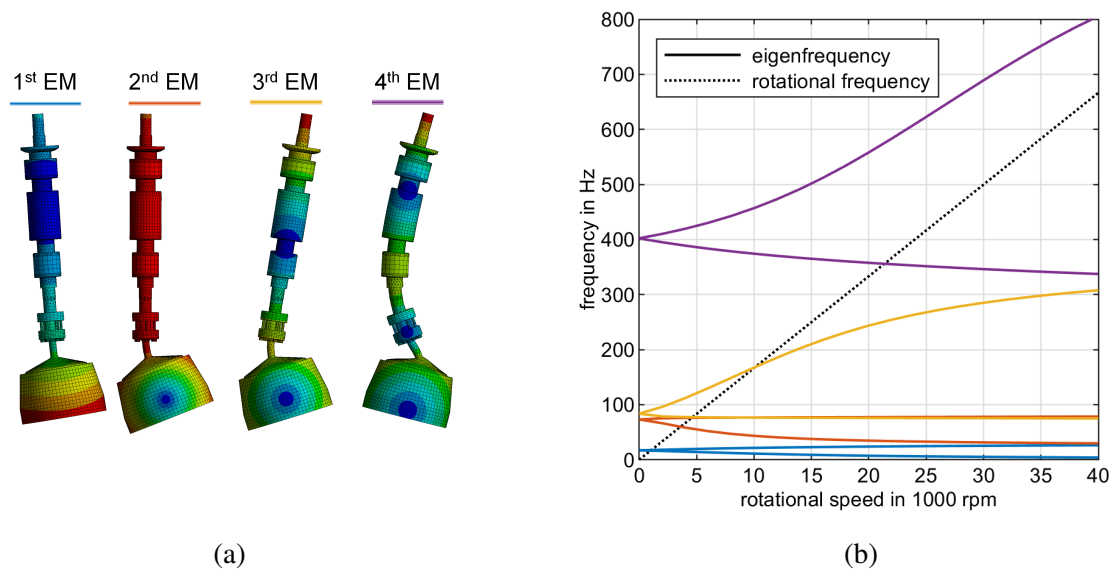 1st EM 2nd EM 3rd EM 4th EM
(a)
eigenfrequency
rotational frequency
frequency in Hz
800
700
600
500
400
300
200
100
0
0 5 10 15 20 25 30 35 40
rotational speed in 1000 rpm
(b)